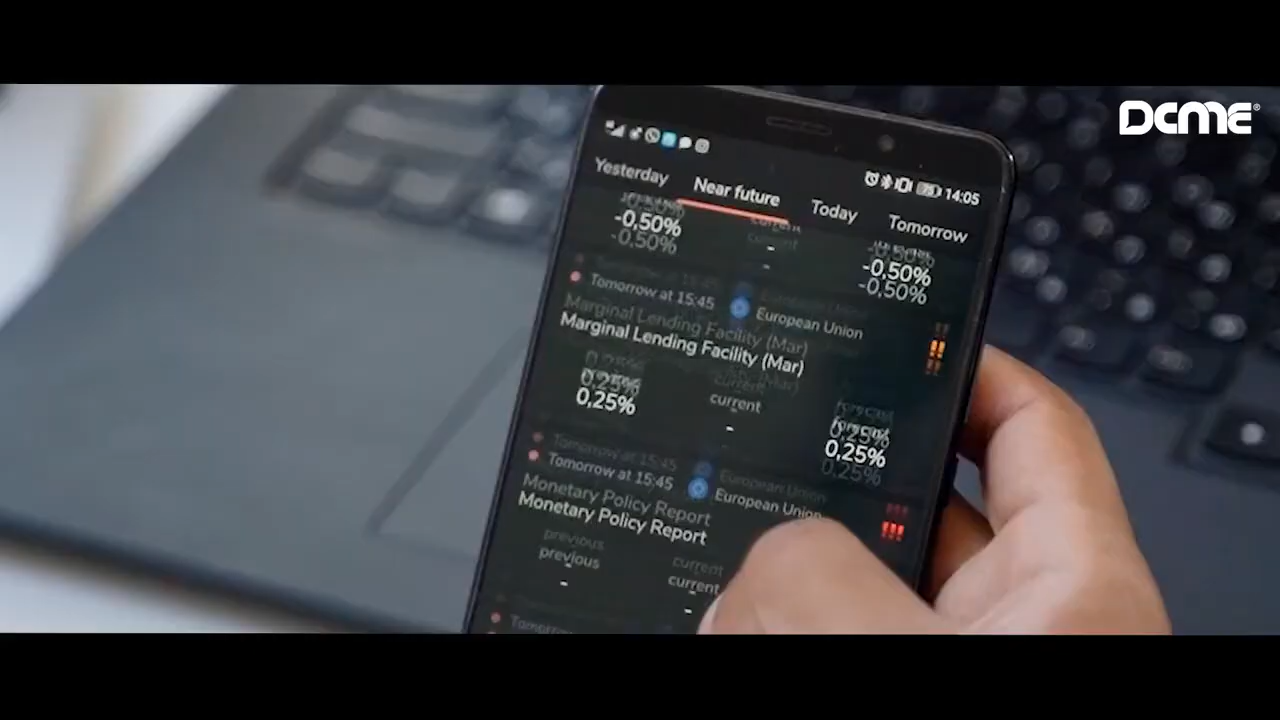 DCME
14:05
Yesterday
Near future
Today
Tomorrow
-0,50%
-
-0,50%
Tomorrow at 15:45
European Union
Marginal Lending Facility (Mar)
current
forecast
0,25%
-
0,25%
Tomorrow at 15:45
European Union
Monetary Policy Report
previous
current
-
-
Tomorrow